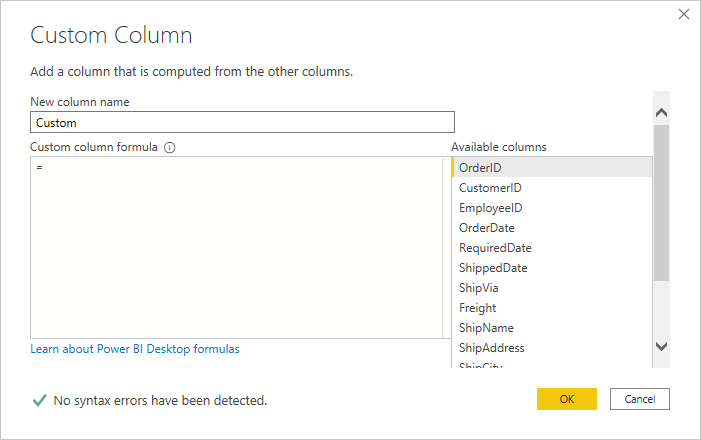 Custom Column
Add a column that is computed from the other columns.
New column name
Custom
Custom column formula
Available columns
=
OrderID
CustomerID
EmployeeID
OrderDate
RequiredDate
ShippedDate
ShipVia
Freight
ShipName
ShipAddress
ShipCity
Learn about Power BI Desktop formulas
No syntax errors have been detected.
OK
Cancel